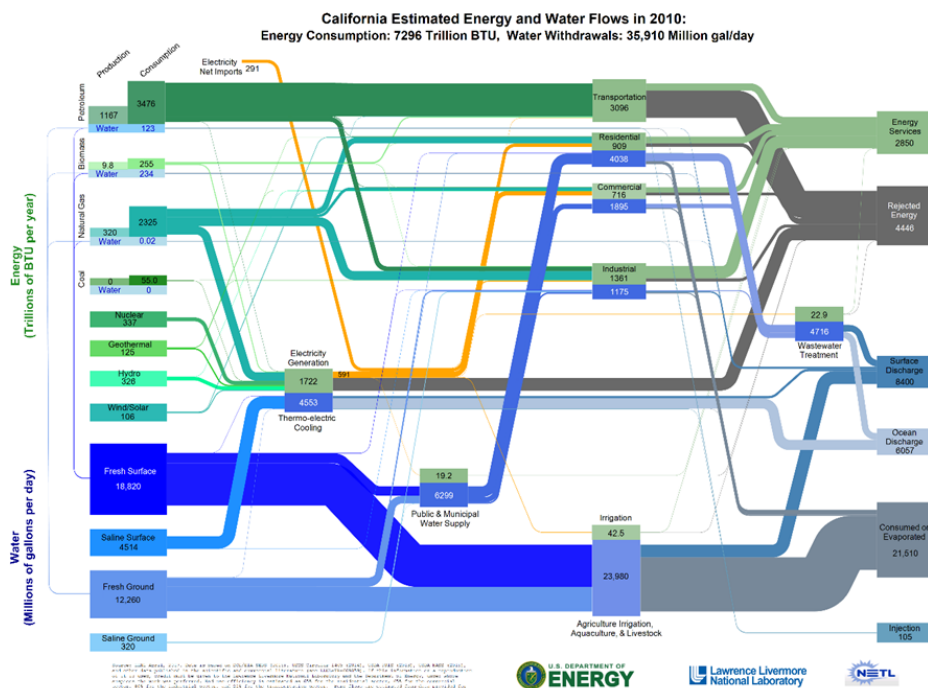 California Estimated Energy and Water Flows in 2010:
Energy Consumption: 7296 Trillion BTU, Water Withdrawals: 35,910 Million gal/day
Production
Consumption
Electricity
Net Imports 291
Petroleum
3476
1167
Water 123
Transportation
3096
Energy
Services
2850
Biomass
9.8 255
Water 234
Residential
909
4038
Commercial
716
1895
Rejected
Energy
4446
Natural Gas
2325
320
Water 0.02
Coal
0 55.0
Water 0
Industrial
1361
1175
Energy
(Trillions of BTU per year)
Nuclear
337
Geothermal
125
Hydro
328
Wind/Solar
106
Electricity
Generation
1722
591
4553
Thermo-electric
Cooling
22.9
4716
Wastewater
Treatment
Surface
Discharge
8400
Ocean
Discharge
6057
Water
(Millions of gallons per day)
Fresh Surface
18,820
Saline Surface
4514
Fresh Ground
12,260
Saline Ground
320
19.2
6299
Public & Municipal
Water Supply
Irrigation
42.5
23,980
Agriculture Irrigation,
Aquaculture, & Livestock
Consumed or
Evaporated
21,510
Injection
105
U.S. DEPARTMENT OF
ENERGY
Lawrence Livermore
National Laboratory
NETL